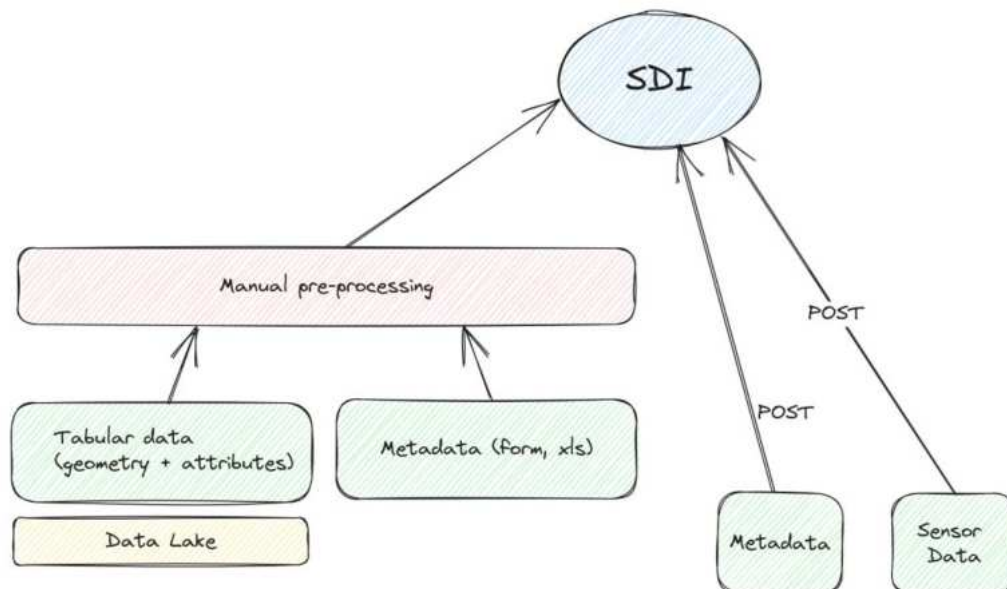 SDI
Manual pre-processing
POST
POST
Tabular data
(geometry + attributes)
Metadata (form, xls)
Data Lake
Metadata
Sensor
Data